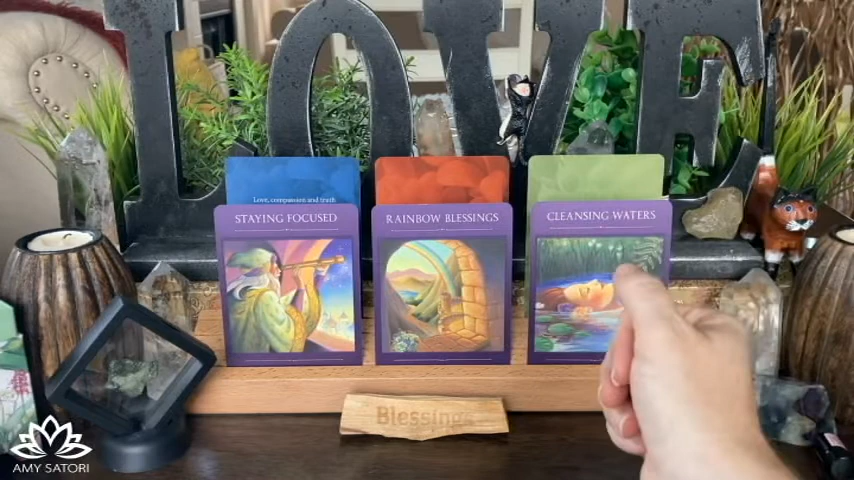 LOVE
Love, compassion and truth
STAYING FOCUSED
RAINBOW BLESSINGS
CLEANSING WATERS
Blessings
AMY SATORI